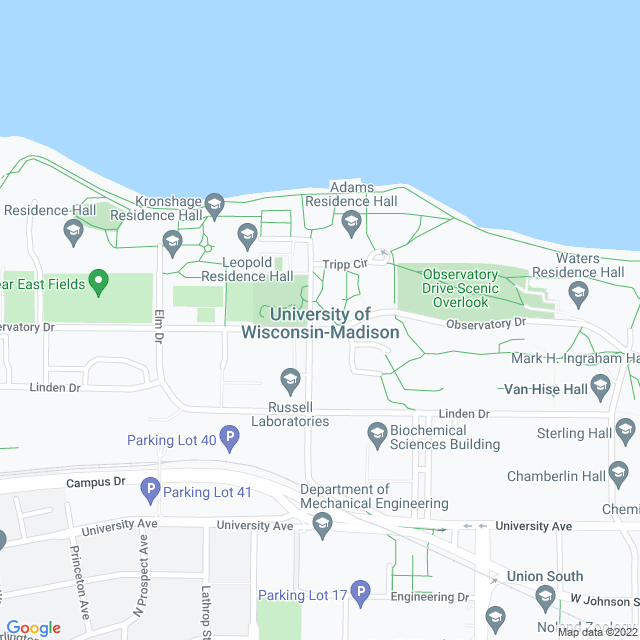 Adams
Residence Hall
Kronshage
Residence Hall
Residence Hall
Leopold
Residence Hall
Tripp Cir
Waters
Residence Hall
Observatory
Drive Scenic
Overlook
ear East Fields
Elm Dr
University of
Wisconsin-Madison
servatory Dr
Observatory Dr
Mark H. Ingraham Ha
Linden Dr
Van Hise Hall
Russell
Laboratories
Linden Dr
Biochemical
Sciences Building
Sterling Hall
Parking Lot 40
Chamberlin Hall
Campus Dr
Parking Lot 41
Department of
Mechanical Engineering
Chemi
University Ave
University Ave
University Ave
Princeton Ave
N Prospect Ave
Lathrop St
Union South
Parking Lot 17
Engineering Dr
W Johnson S
Noland Zoology
Google
Map data ©2022